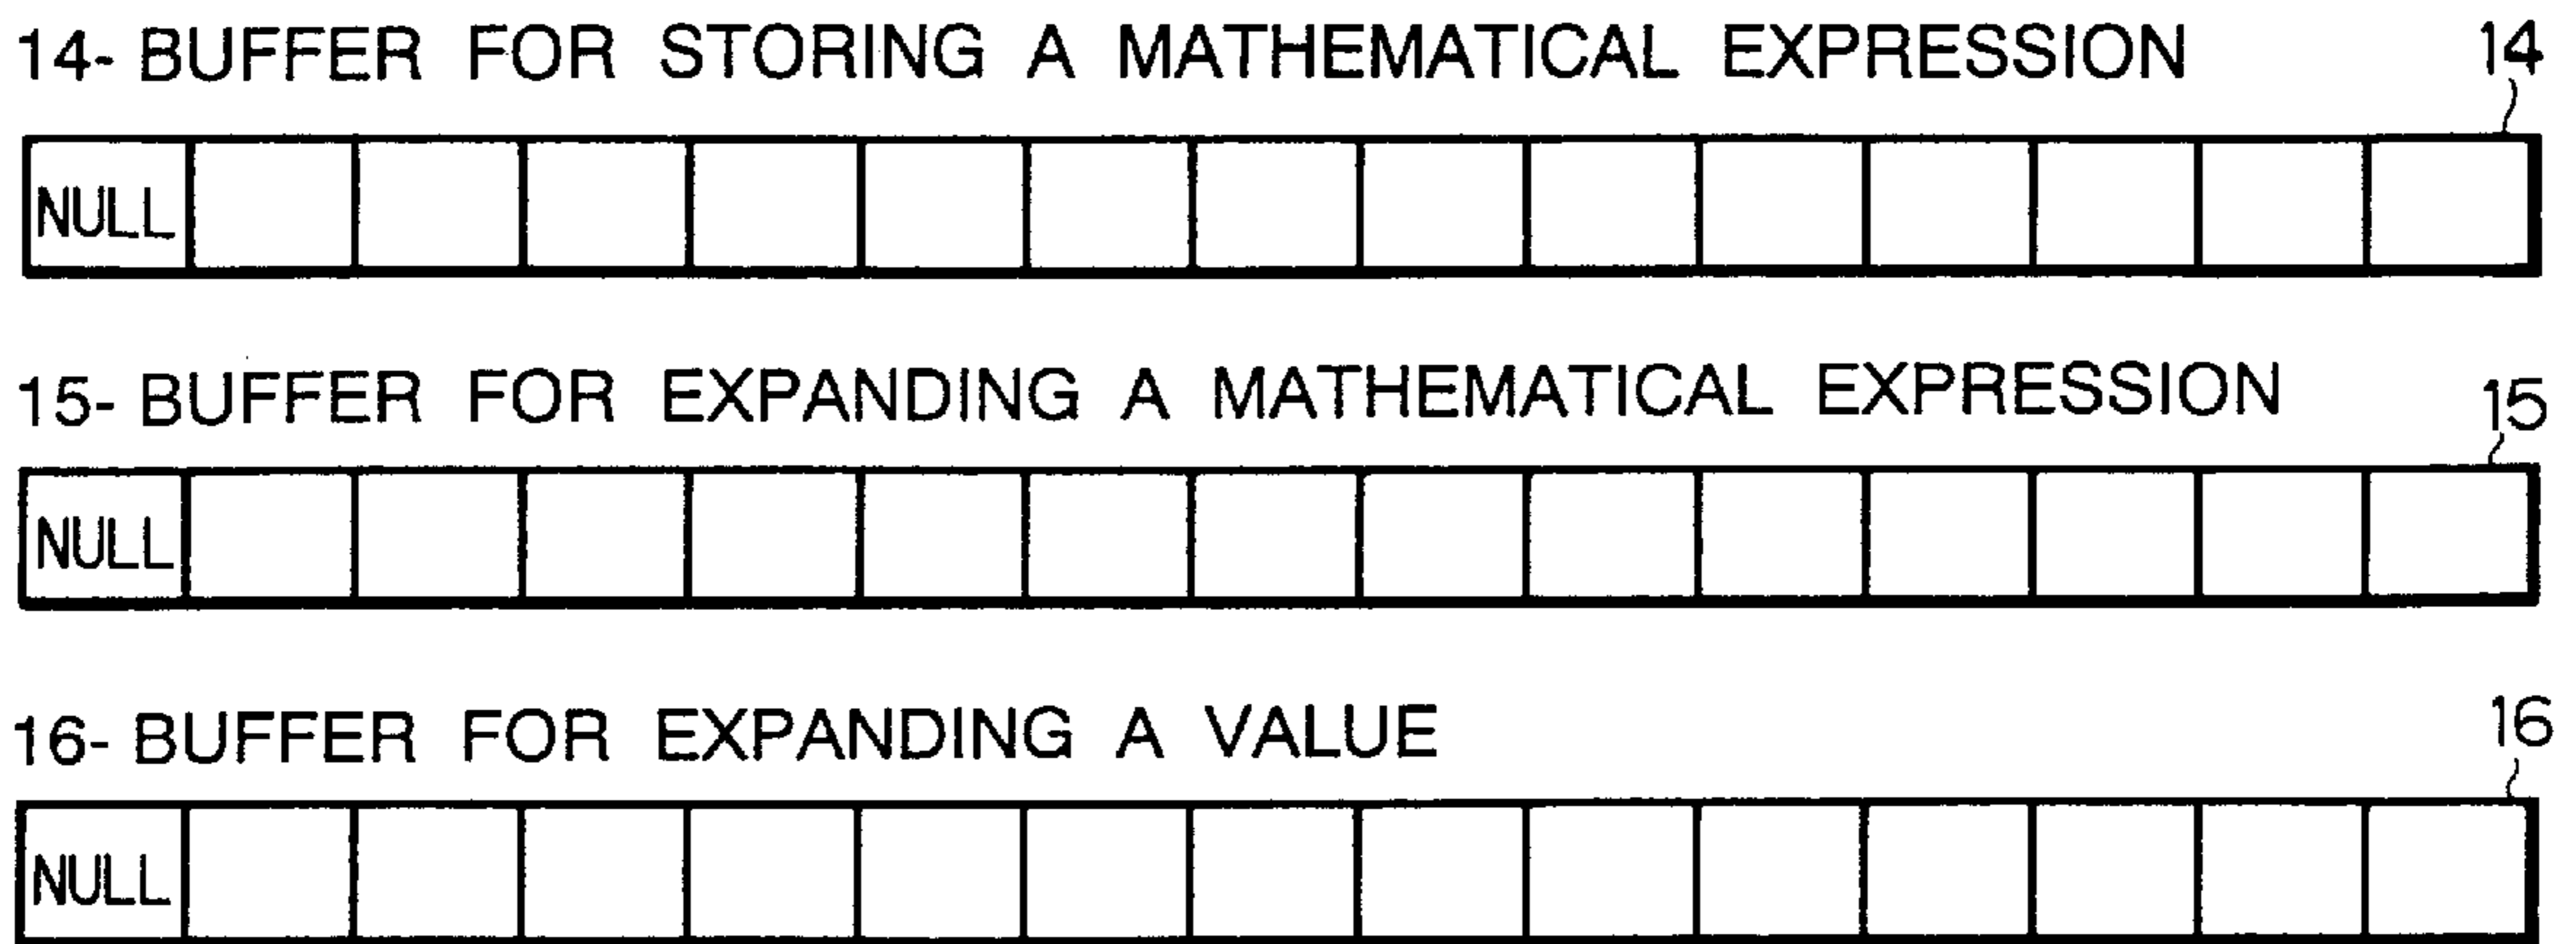 14- BUFFER FOR STORING A MATHEMATICAL EXPRESSION 14
NULL
15- BUFFER FOR EXPANDING A MATHEMATICAL EXPRESSION 15
NULL
16- BUFFER FOR EXPANDING A VALUE 16
NULL